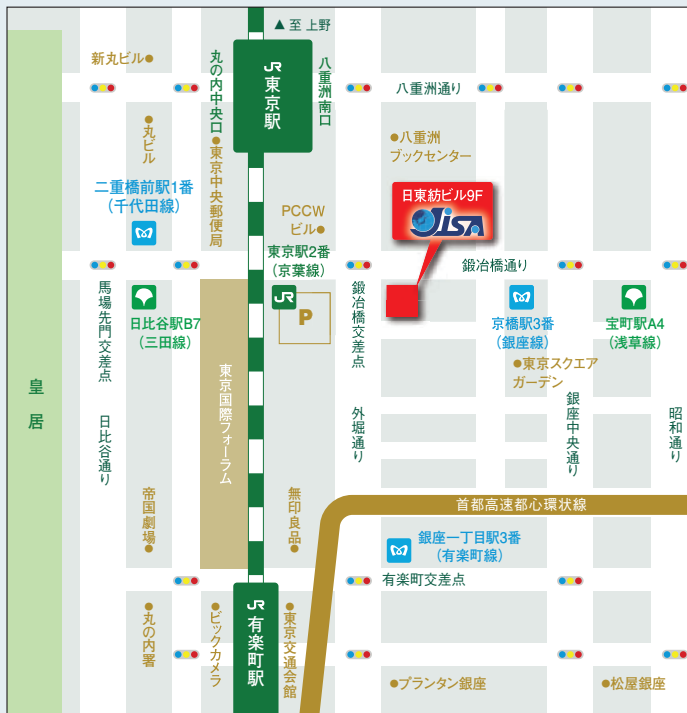 ▲至 上野
新丸ビル●
丸の内中央口
JR
東京駅
八重洲南口
八重洲通り
●丸ビル
●東京中央郵便局
●八重洲
ブックセンター
二重橋前駅1番
（千代田線）
PCCW
ビル●
日東紡ビル9F
JiSA
東京駅2番
（京葉線）
鍛冶橋通り
馬場先門交差点
日比谷駅B7
（三田線）
JR
P
鍛冶橋交差点
京橋駅3番
（銀座線）
宝町駅A4
（浅草線）
●東京スクエア
ガーデン
皇居
東京国際フォーラム
日比谷通り
外堀通り
銀座中央通り
昭和通り
帝国劇場●
無印良品●
首都高速都心環状線
銀座一丁目駅3番
（有楽町線）
有楽町交差点
●丸の内署
●ビックカメラ
JR
有楽町駅
●東京交通会館
●プランタン銀座
●松屋銀座